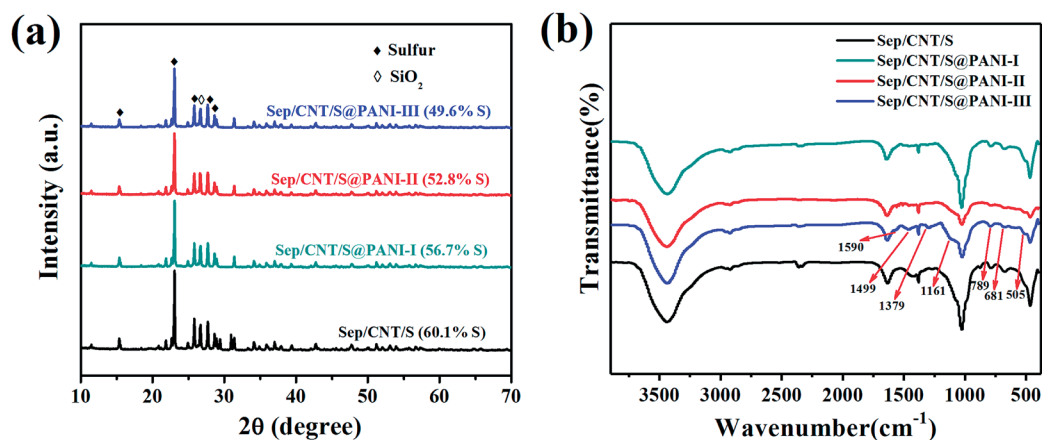 (a)
♦ Sulfur
◊ SiO2
Sep/CNT/S@PANI-III (49.6% S)
Sep/CNT/S@PANI-II (52.8% S)
Sep/CNT/S@PANI-I (56.7% S)
Sep/CNT/S (60.1% S)
Intensity (a.u.)
10 20 30 40 50 60 70
2θ (degree)
(b)
Sep/CNT/S
Sep/CNT/S@PANI-I
Sep/CNT/S@PANI-II
Sep/CNT/S@PANI-III
Transmittance(%)
1590
1499
1379
1161
789
681
505
3500 3000 2500 2000 1500 1000 500
Wavenumber(cm-1)